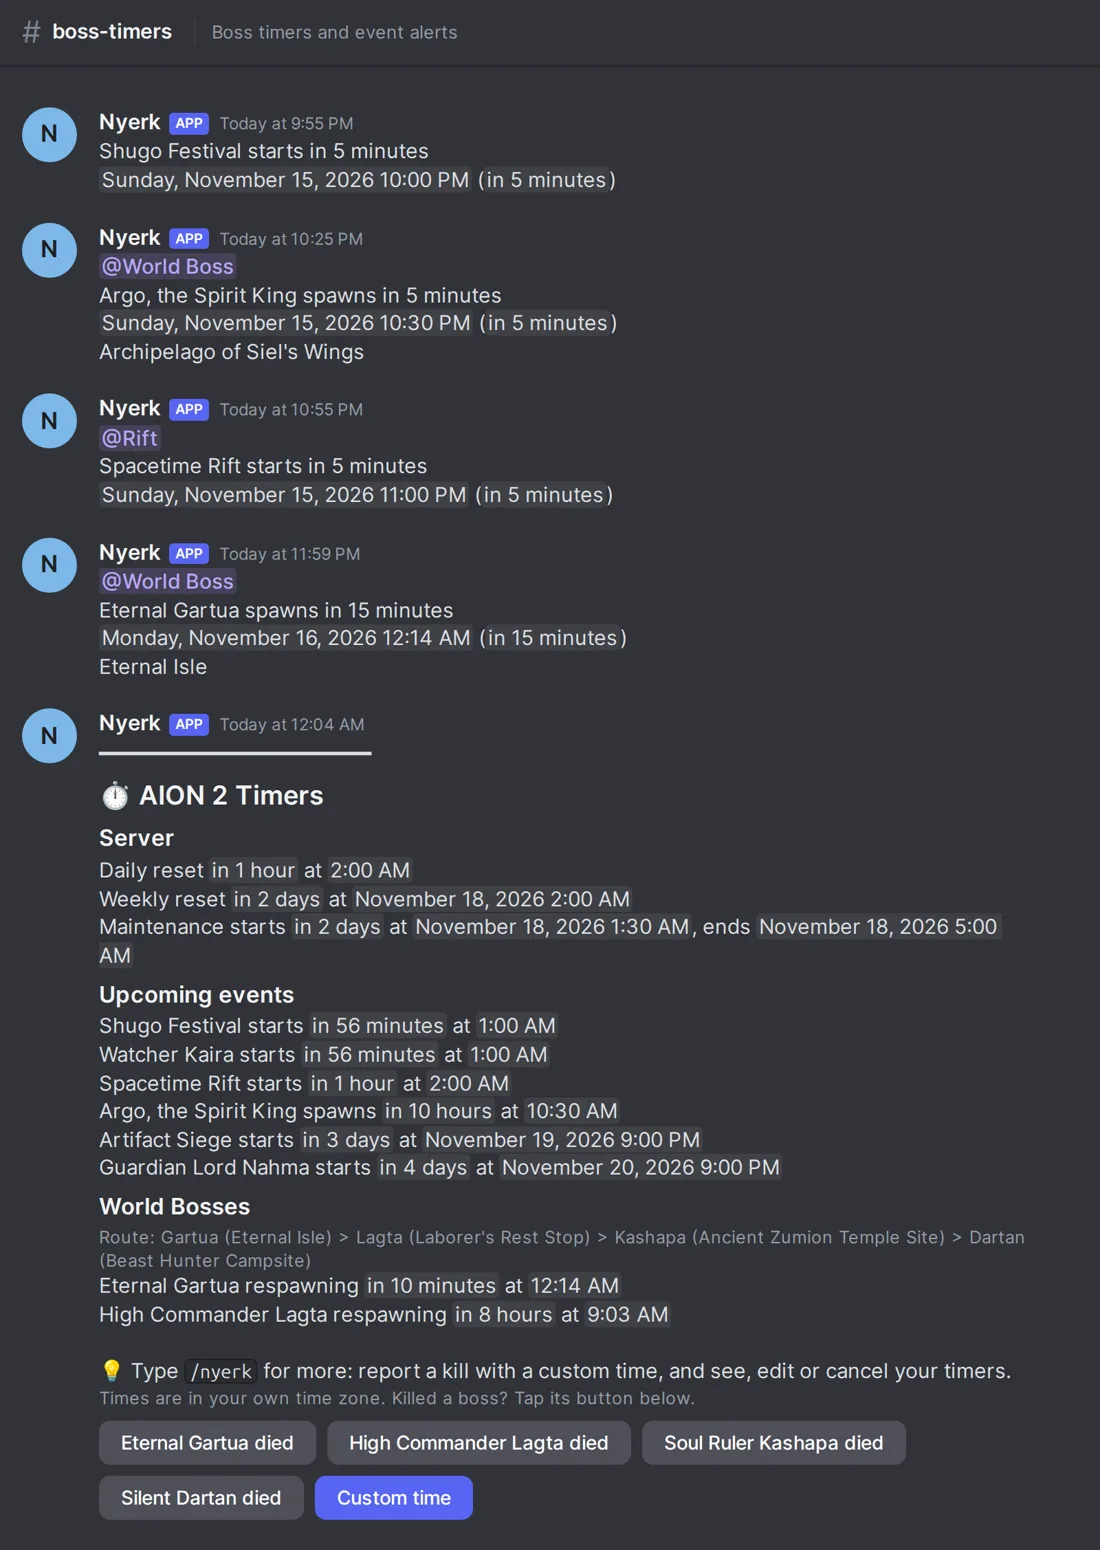 # boss-timers Boss timers and event alerts
N
Nyerk APP Today at 9:55 PM
Shugo Festival starts in 5 minutes
Sunday, November 15, 2026 10:00 PM (in 5 minutes)
N
Nyerk APP Today at 10:25 PM
@World Boss
Argo, the Spirit King spawns in 5 minutes
Sunday, November 15, 2026 10:30 PM (in 5 minutes)
Archipelago of Siel's Wings
N
Nyerk APP Today at 10:55 PM
@Rift
Spacetime Rift starts in 5 minutes
Sunday, November 15, 2026 11:00 PM (in 5 minutes)
N
Nyerk APP Today at 11:59 PM
@World Boss
Eternal Gartua spawns in 15 minutes
Monday, November 16, 2026 12:14 AM (in 15 minutes)
Eternal Isle
N
Nyerk APP Today at 12:04 AM
⏱️ AION 2 Timers
Server
Daily reset in 1 hour at 2:00 AM
Weekly reset in 2 days at November 18, 2026 2:00 AM
Maintenance starts in 2 days at November 18, 2026 1:30 AM, ends November 18, 2026 5:00
AM
Upcoming events
Shugo Festival starts in 56 minutes at 1:00 AM
Watcher Kaira starts in 56 minutes at 1:00 AM
Spacetime Rift starts in 1 hour at 2:00 AM
Argo, the Spirit King spawns in 10 hours at 10:30 AM
Artifact Siege starts in 3 days at November 19, 2026 9:00 PM
Guardian Lord Nahma starts in 4 days at November 20, 2026 9:00 PM
World Bosses
Route: Gartua (Eternal Isle) > Lagta (Laborer's Rest Stop) > Kashapa (Ancient Zumion Temple Site) > Dartan
(Beast Hunter Campsite)
Eternal Gartua respawning in 10 minutes at 12:14 AM
High Commander Lagta respawning in 8 hours at 9:03 AM
💡 Type /nyerk for more: report a kill with a custom time, and see, edit or cancel your timers.
Times are in your own time zone. Killed a boss? Tap its button below.
Eternal Gartua died High Commander Lagta died Soul Ruler Kashapa died
Silent Dartan died Custom time